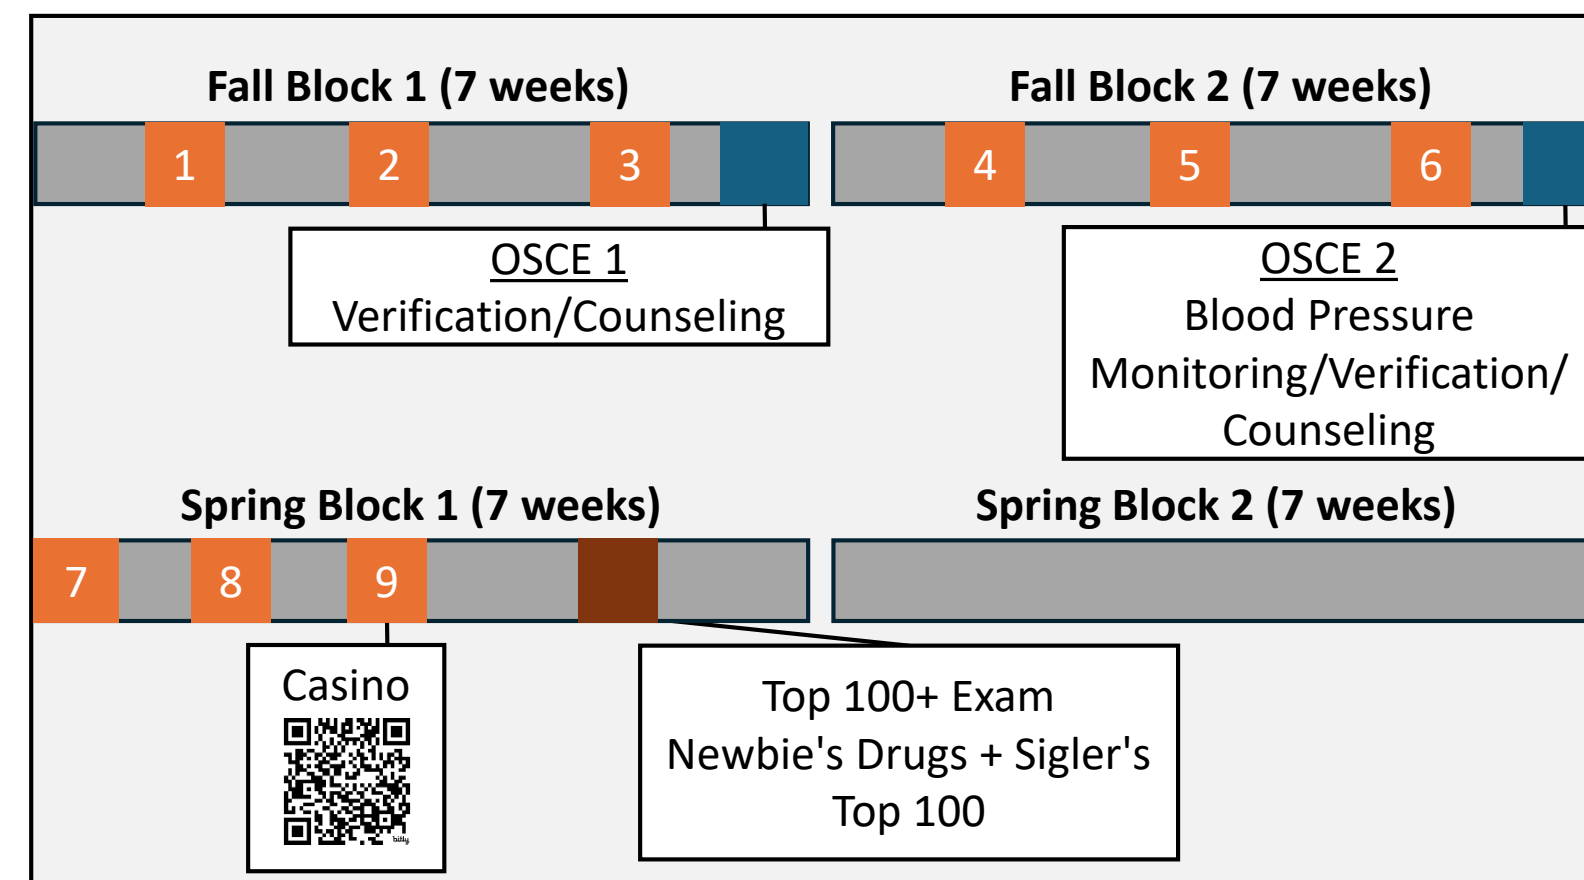 Fall Block 1 (7 weeks)
Fall Block 2 (7 weeks)
1
2
3
4
5
6
OSCE 1
Verification/Counseling
OSCE 2
Blood Pressure
Monitoring/Verification/
Counseling
Spring Block 1 (7 weeks)
Spring Block 2 (7 weeks)
7
8
9
Casino
bitly
Top 100+ Exam
Newbie's Drugs + Sigler's
Top 100